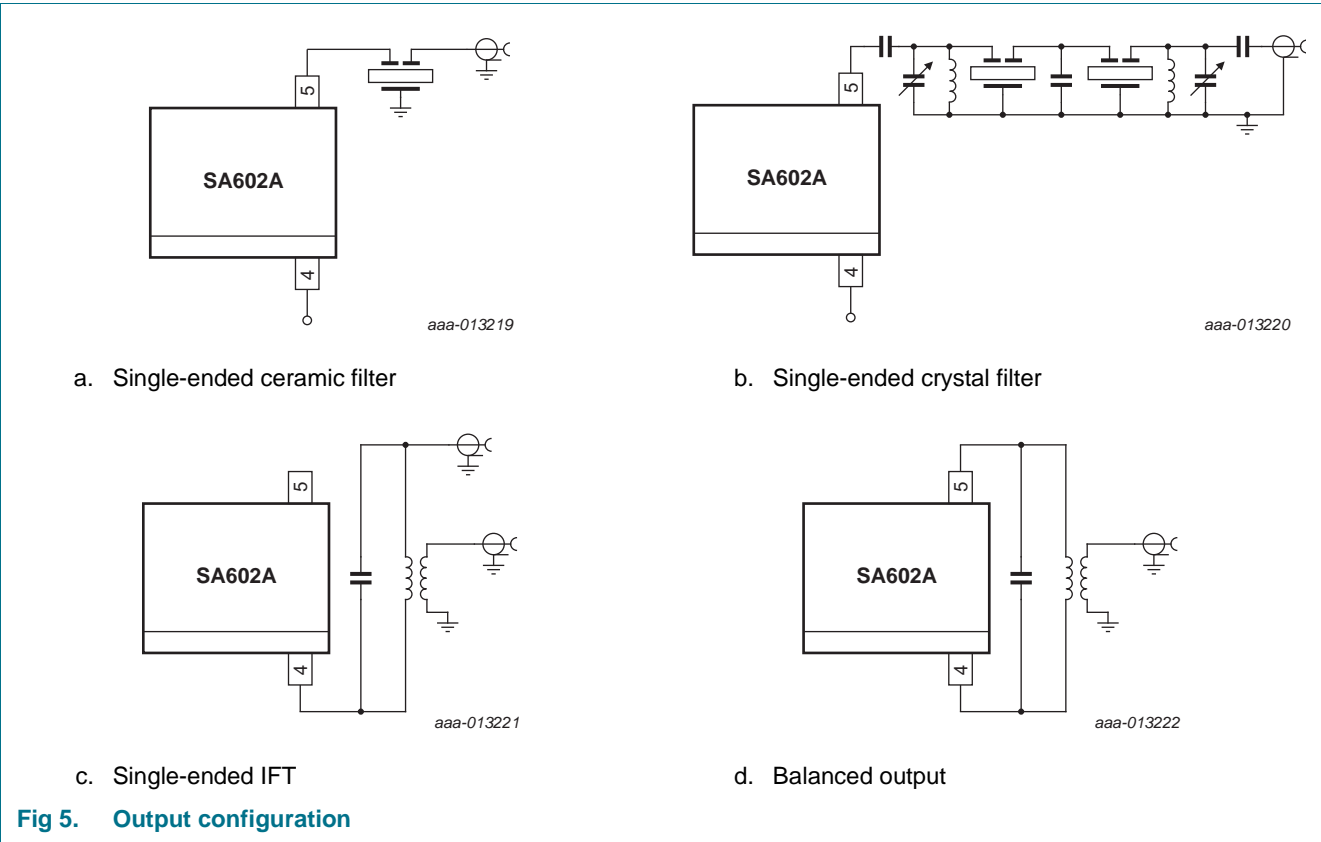 5
SA602A
4
aaa-013219
a. Single-ended ceramic filter
5
SA602A
4
aaa-013220
b. Single-ended crystal filter
5
SA602A
4
aaa-013221
c. Single-ended IFT
5
SA602A
4
aaa-013222
d. Balanced output
Fig 5. Output configuration